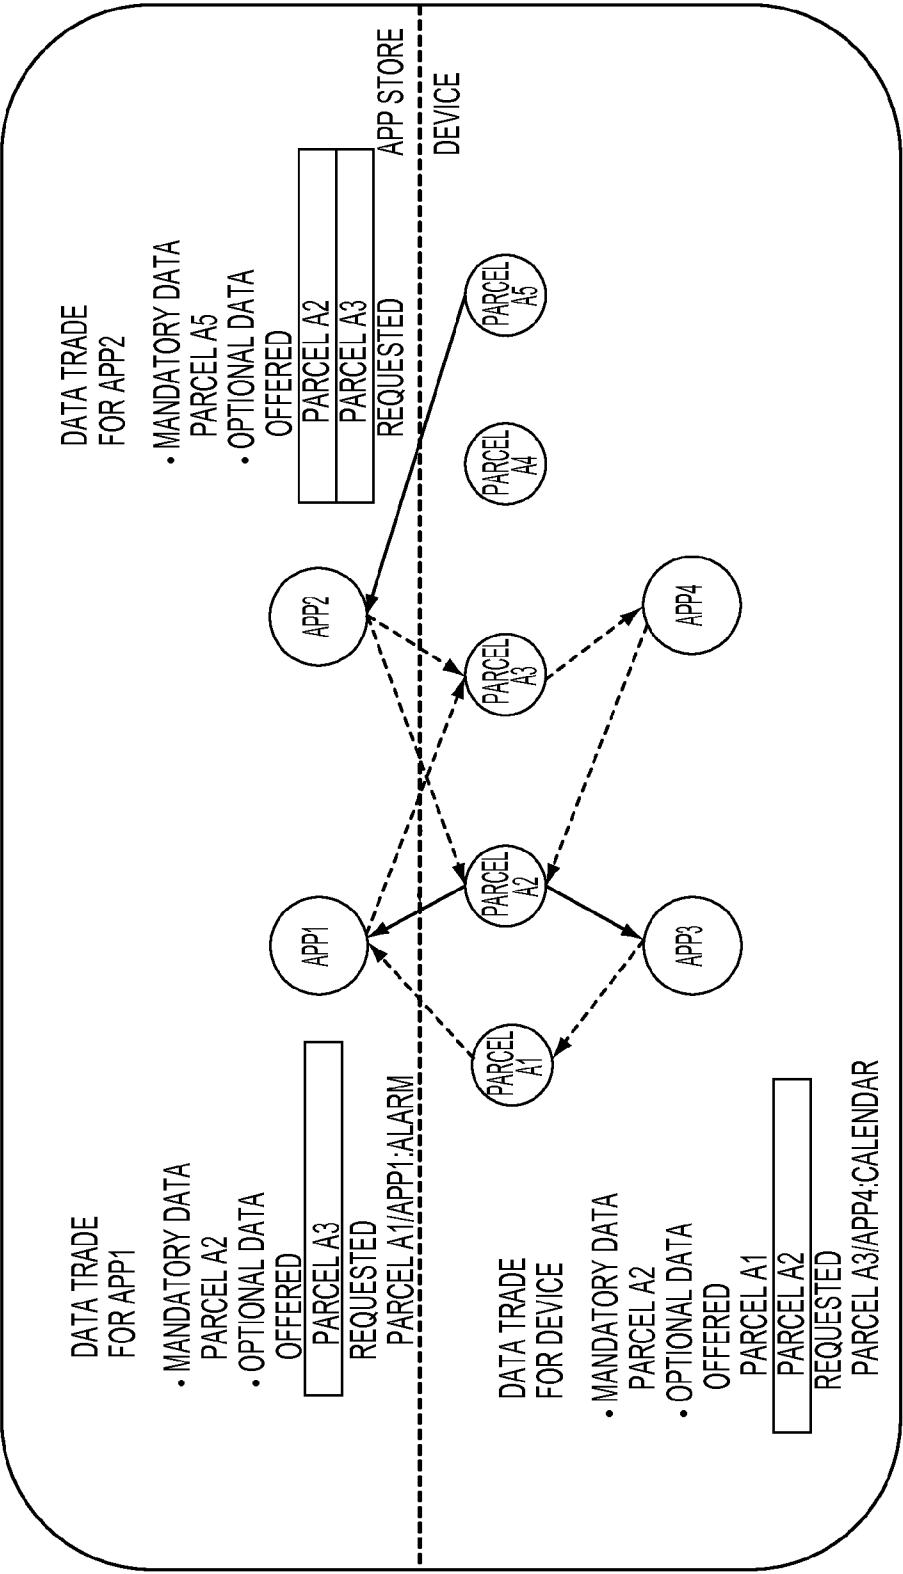 DATA TRADE
FOR APP1
• MANDATORY DATA
PARCEL A2
• OPTIONAL DATA
OFFERED
PARCEL A3
REQUESTED
PARCEL A1/APP1:ALARM
APP1
APP2
DATA TRADE
FOR APP2
• MANDATORY DATA
PARCEL A5
• OPTIONAL DATA
OFFERED
PARCEL A2
PARCEL A3
REQUESTED
APP STORE
DEVICE
PARCEL
A1
PARCEL
A2
PARCEL
A3
PARCEL
A4
PARCEL
A5
DATA TRADE
FOR DEVICE
• MANDATORY DATA
PARCEL A2
• OPTIONAL DATA
OFFERED
PARCEL A1
PARCEL A2
REQUESTED
PARCEL A3/APP4:CALENDAR
APP3
APP4